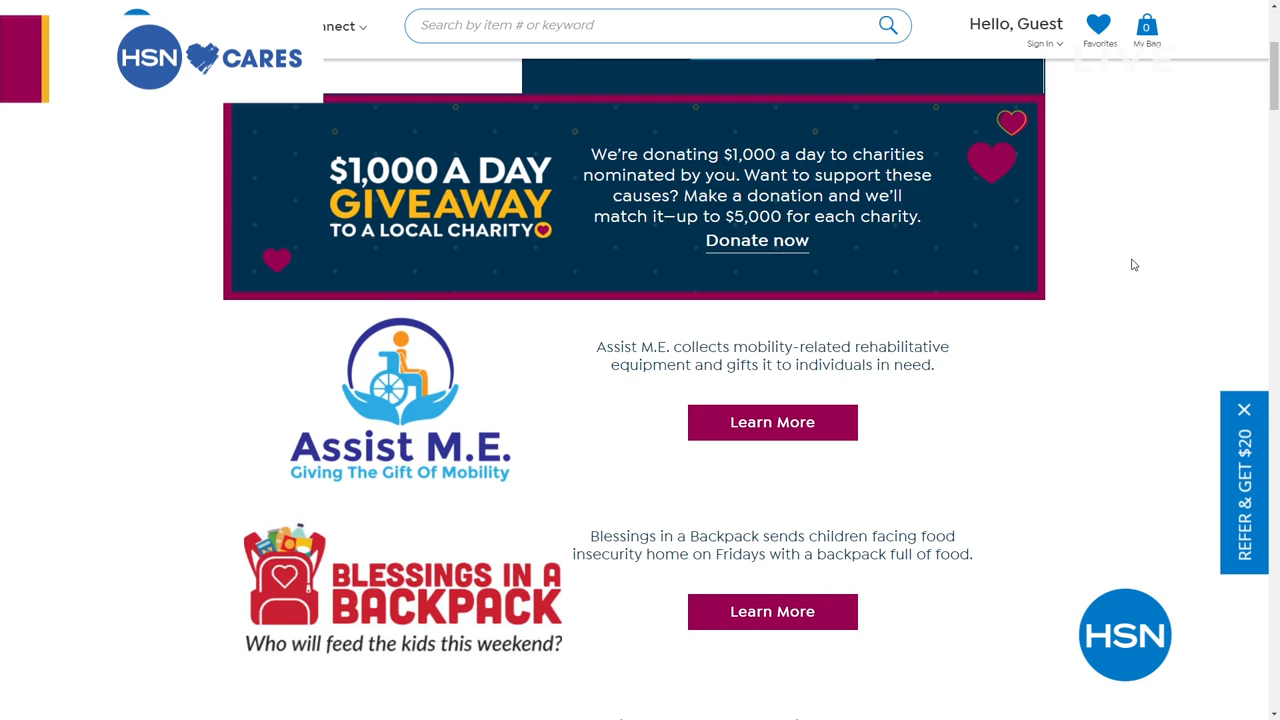 nnect
Search by item # or keyword
Hello, Guest
Sign In
Favorites
0
My Bag
LIVE
HSN CARES
$1,000 A DAY
GIVEAWAY
TO A LOCAL CHARITY
We're donating $1,000 a day to charities
nominated by you. Want to support these
causes? Make a donation and we'll
match it—up to $5,000 for each charity.
Donate now
Assist M.E.
Giving The Gift Of Mobility
Assist M.E. collects mobility-related rehabilitative
equipment and gifts it to individuals in need.
Learn More
REFER & GET $20
BLESSINGS IN A
BACKPACK
Who will feed the kids this weekend?
Blessings in a Backpack sends children facing food
insecurity home on Fridays with a backpack full of food.
Learn More
HSN